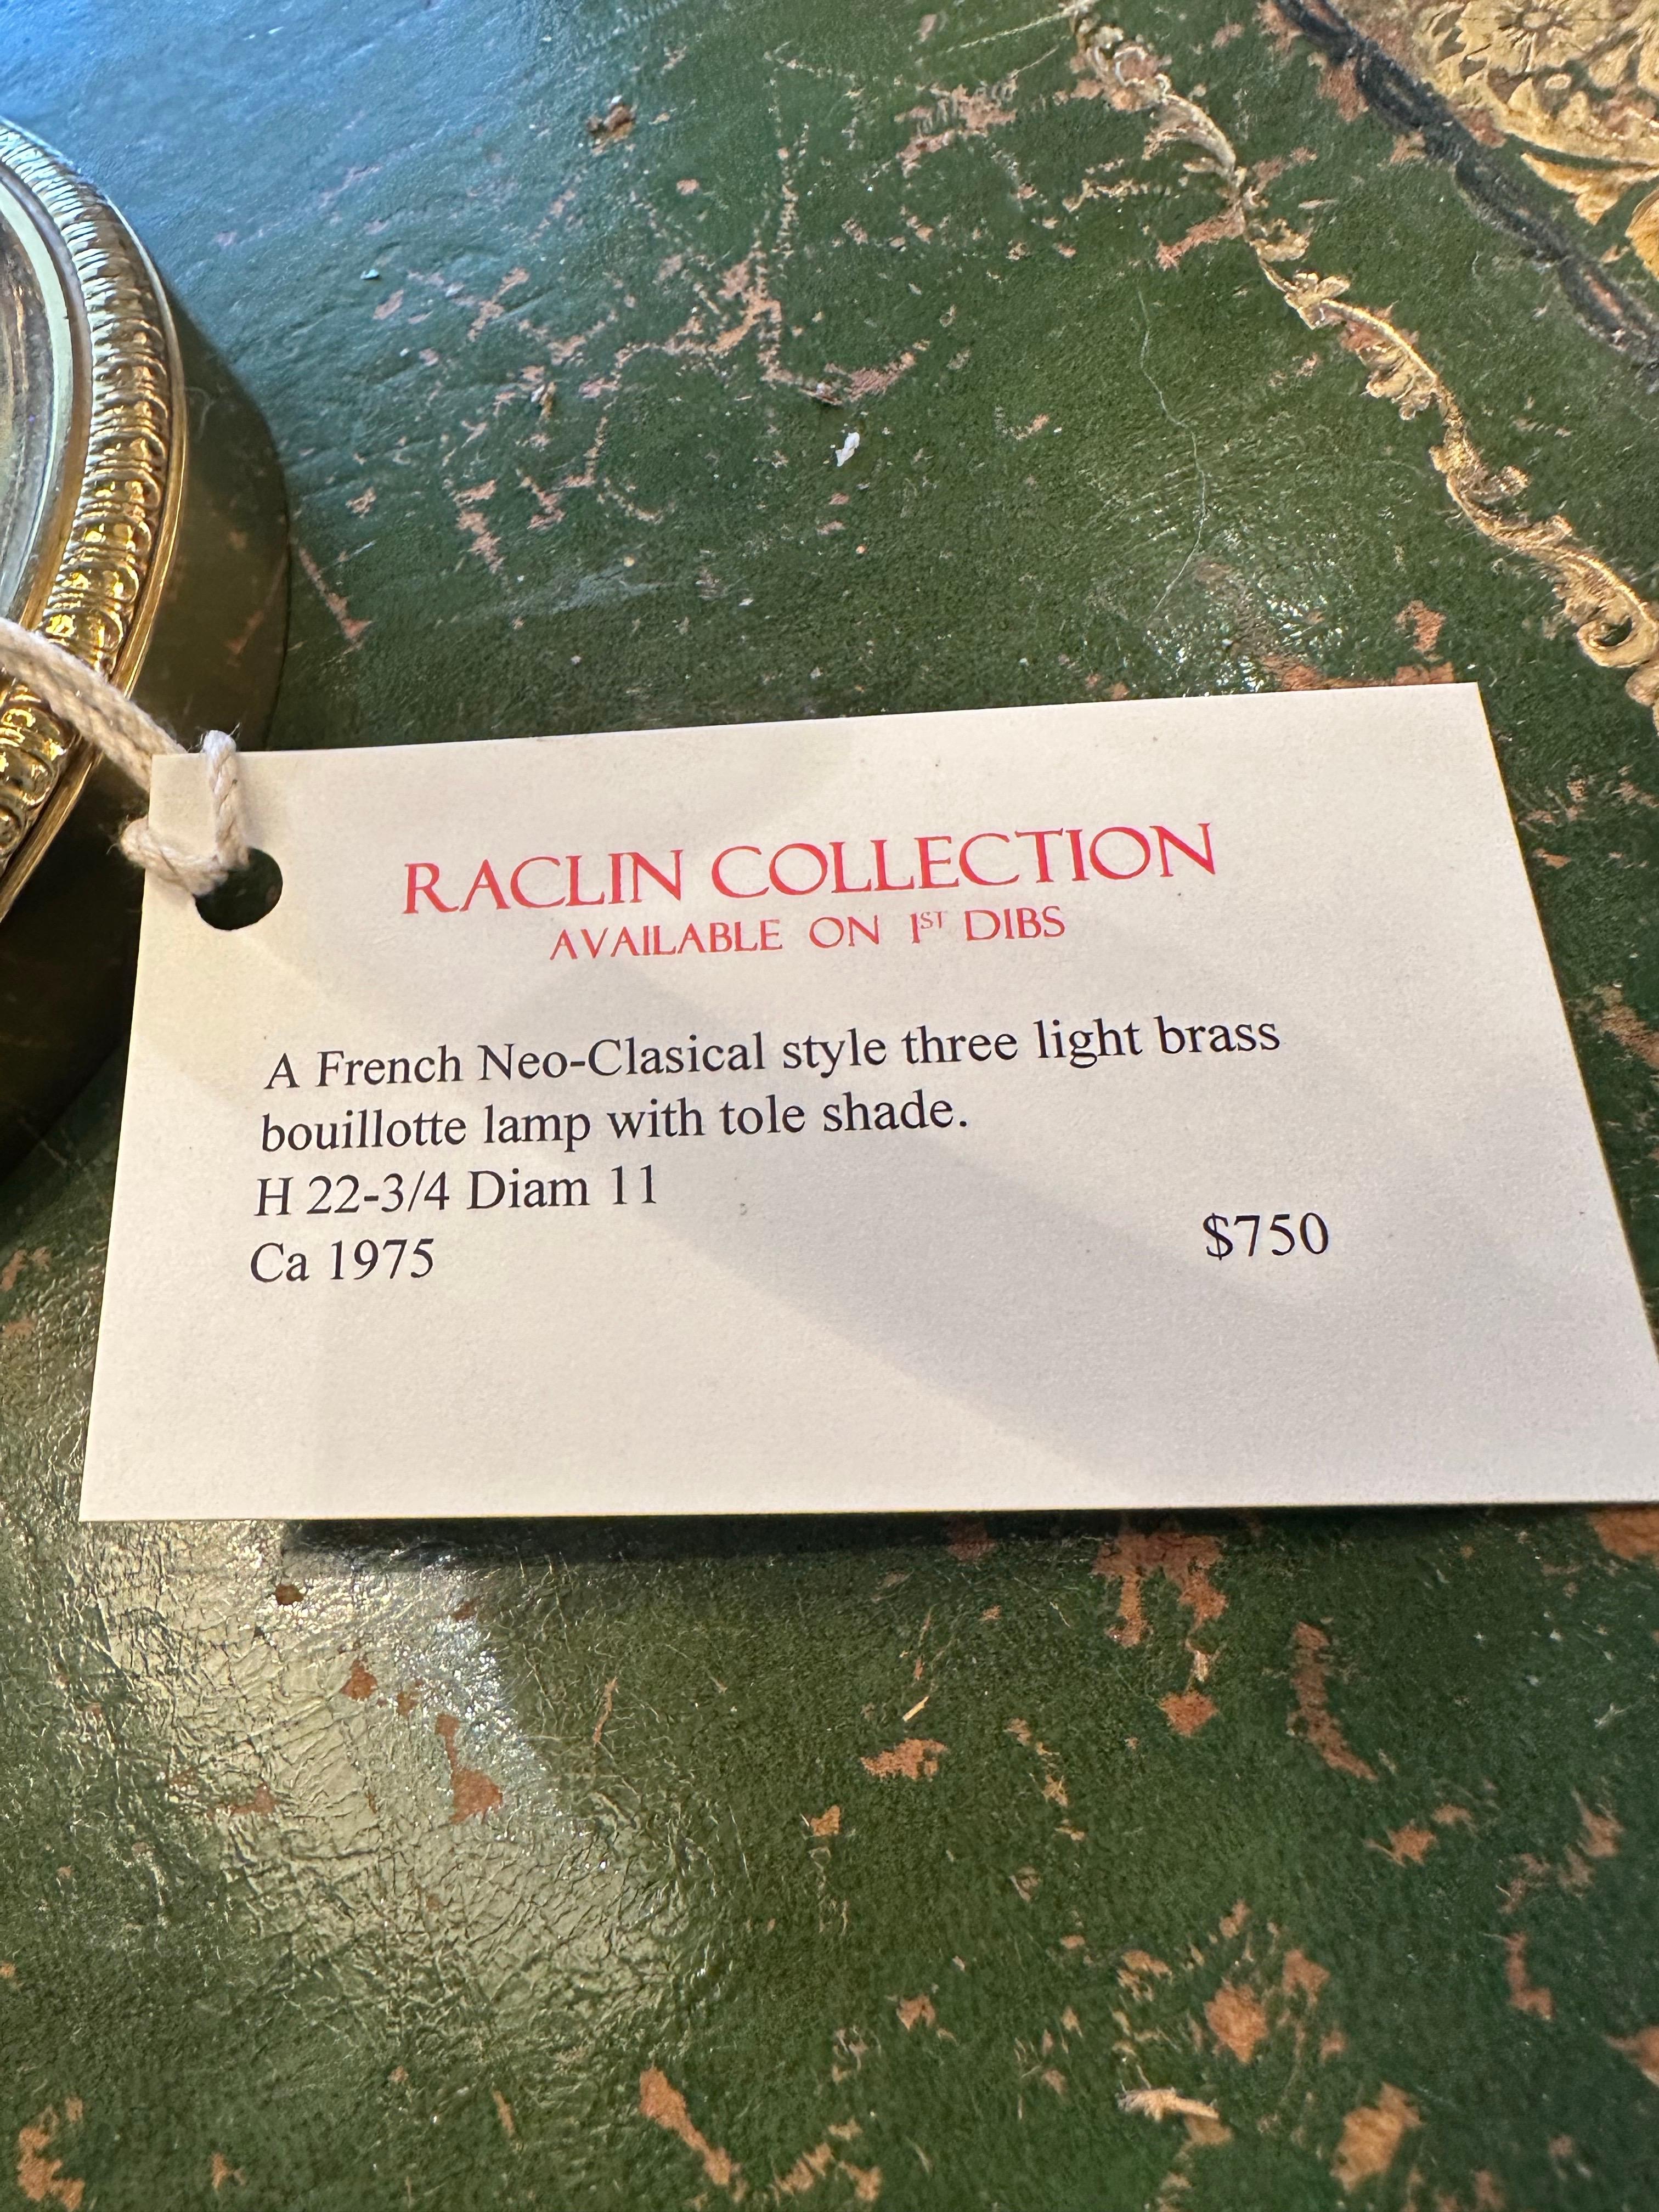 RACLIN COLLECTION
AVAILABLE ON 1ST DIBS
A French Neo-Clasical style three light brass
bouillotte lamp with tole shade.
H 22-3/4 Diam 11
Ca 1975
$750